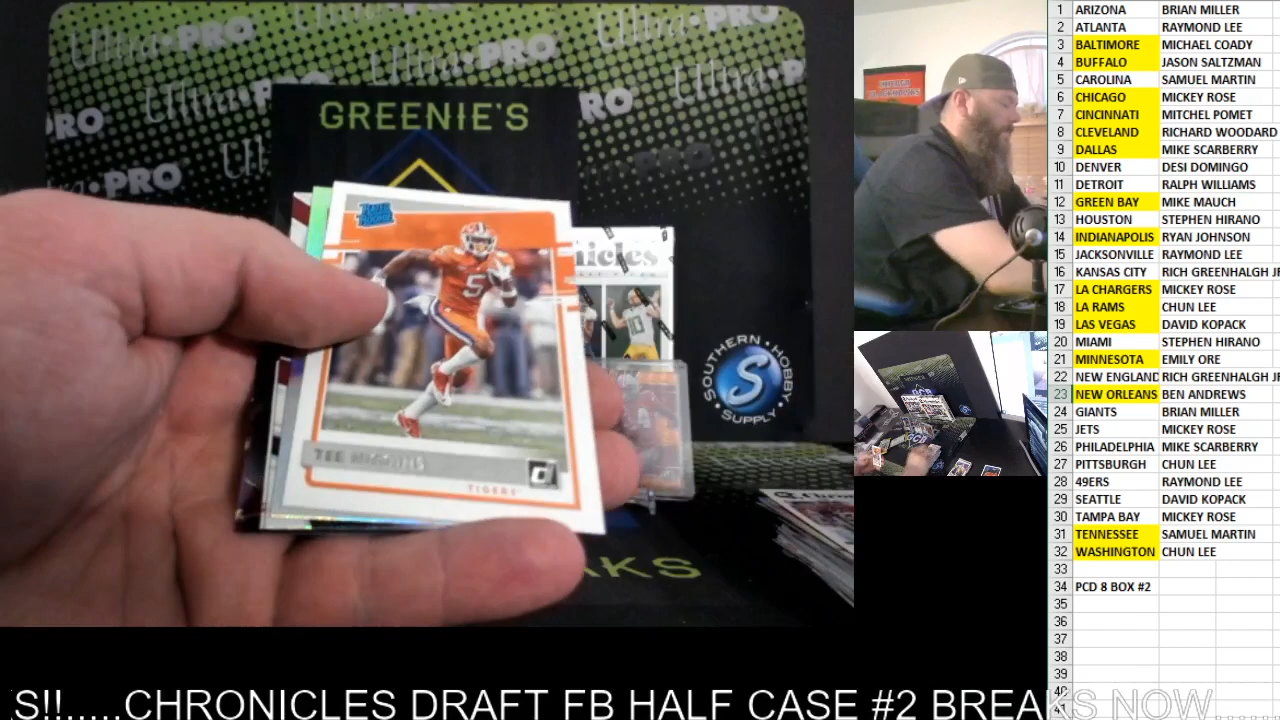 Ultra•PRO
GREENIE'S
SOUTHERN • HOBBY • SUPPLY •
S
5
10
TIGERS
1 ARIZONA BRIAN MILLER
2 ATLANTA RAYMOND LEE
3 BALTIMORE MICHAEL COADY
4 BUFFALO JASON SALTZMAN
5 CAROLINA SAMUEL MARTIN
6 CHICAGO MICKEY ROSE
7 CINCINNATI MITCHEL POMET
8 CLEVELAND RICHARD WOODARD
9 DALLAS MIKE SCARBERRY
10 DENVER DESI DOMINGO
11 DETROIT RALPH WILLIAMS
12 GREEN BAY MIKE MAUCH
13 HOUSTON STEPHEN HIRANO
14 INDIANAPOLIS RYAN JOHNSON
15 JACKSONVILLE RAYMOND LEE
16 KANSAS CITY RICH GREENHALGH JR
17 LA CHARGERS MICKEY ROSE
18 LA RAMS CHUN LEE
19 LAS VEGAS DAVID KOPACK
20 MIAMI STEPHEN HIRANO
21 MINNESOTA EMILY ORE
22 NEW ENGLAND RICH GREENHALGH JR
23 NEW ORLEANS BEN ANDREWS
24 GIANTS BRIAN MILLER
25 JETS MICKEY ROSE
26 PHILADELPHIA MIKE SCARBERRY
27 PITTSBURGH CHUN LEE
28 49ERS RAYMOND LEE
29 SEATTLE DAVID KOPACK
30 TAMPA BAY MICKEY ROSE
31 TENNESSEE SAMUEL MARTIN
32 WASHINGTON CHUN LEE
33
34 PCD 8 BOX #2
35
36
37
38
39
40
41
S!!.....CHRONICLES DRAFT FB HALF CASE #2 BREAKS NOW......